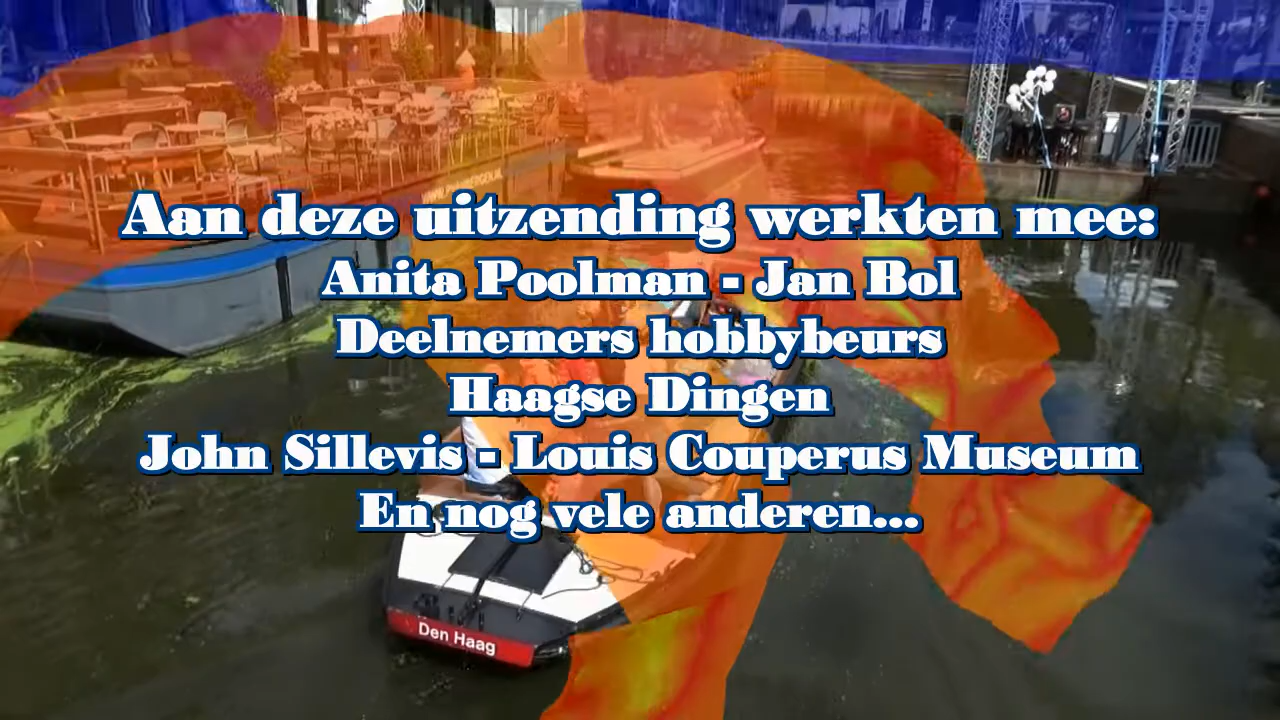 Aan deze uitzending werkten mee:
Anita Poolman - Jan Bol
Deelnemers hobbybeurs
Haagse Dingen
John Sillevis - Louis Couperus Museum
En nog vele anderen...
Den Haag